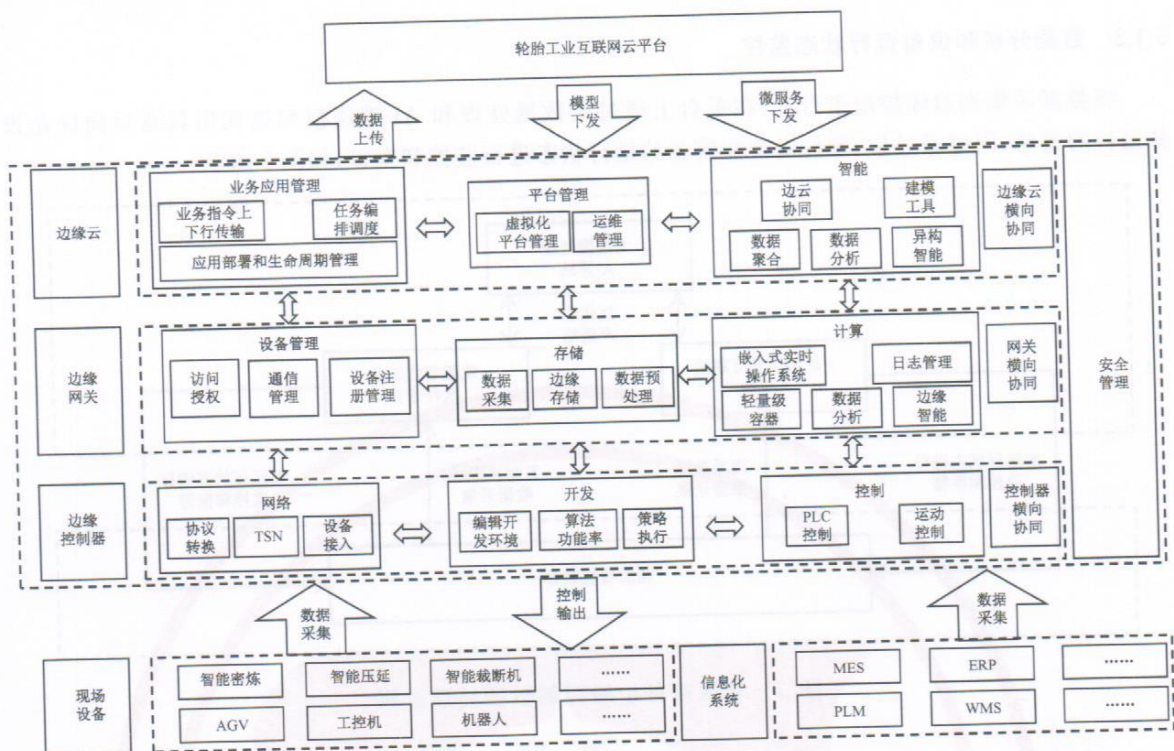 轮胎工业互联网云平台
数据
上传
模型
下发
微服务
下发
边缘云
业务应用管理
业务指令上
下行传输
任务编
排调度
应用部署和生命周期管理
平台管理
虚拟化
平台管理
运维
管理
智能
边云
协同
建模
工具
数据
聚合
数据
分析
异构
智能
边缘云
横向
协同
安全
管理
边缘
网关
设备管理
访问
授权
通信
管理
设备注
册管理
存储
数据
采集
边缘
存储
数据预
处理
计算
嵌入式实时
操作系统
日志管理
轻量级
容器
数据
分析
边缘
智能
网关
横向
协同
边缘
控制器
网络
协议
转换
TSN
设备
接入
开发
编辑开
发环境
算法
功能率
策略
执行
控制
PLC
控制
运动
控制
控制器
横向
协同
数据
采集
控制
输出
数据
采集
现场
设备
智能密炼
智能压延
智能裁断机
……
AGV
工控机
机器人
……
信息化
系统
MES
ERP
……
PLM
WMS
……